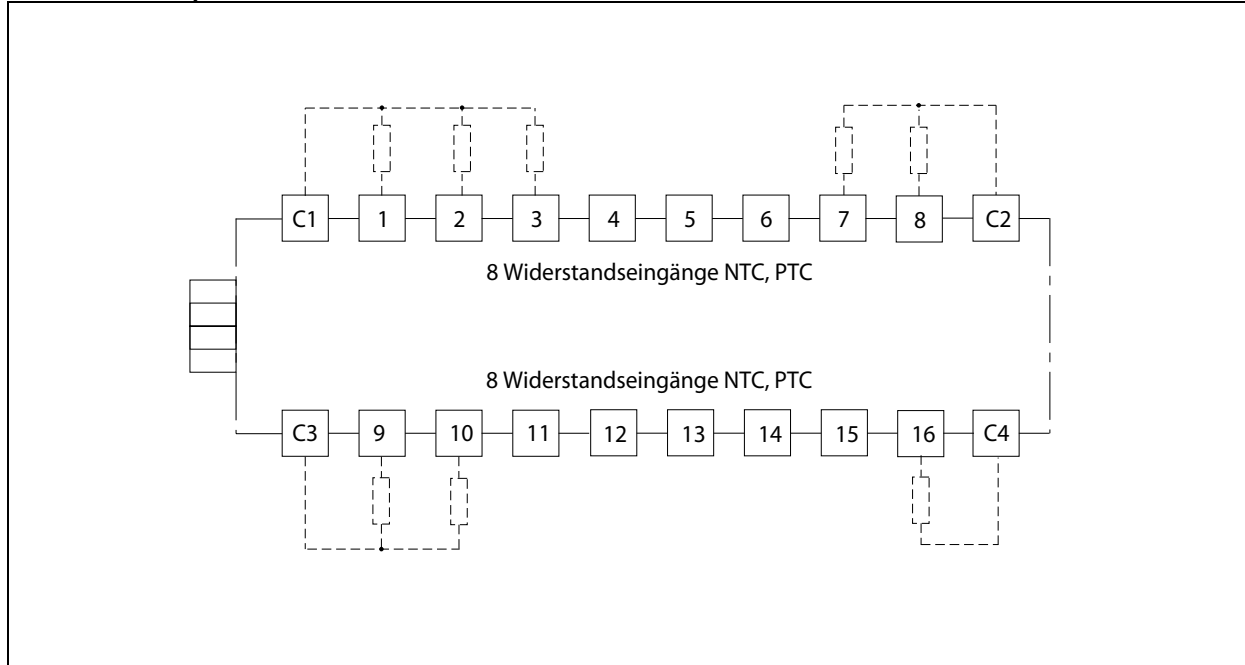 C1 1 2 3 4 5 6 7 8 C2
8 Widerstandseingänge NTC, PTC
8 Widerstandseingänge NTC, PTC
C3 9 10 11 12 13 14 15 16 C4